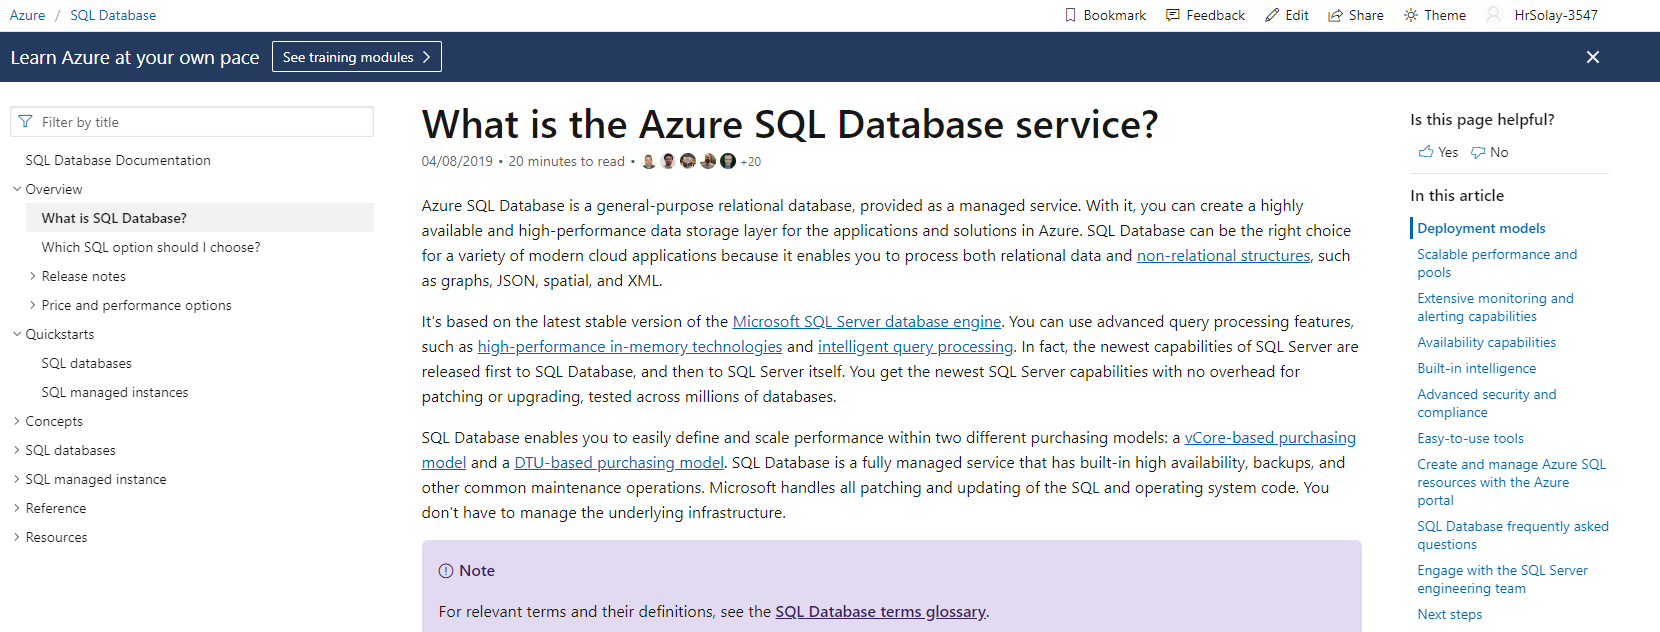 Azure / SQL Database
Bookmark Feedback Edit Share Theme HrSolay-3547
Learn Azure at your own pace See training modules
Filter by title
SQL Database Documentation
Overview
What is SQL Database?
Which SQL option should I choose?
Release notes
Price and performance options
Quickstarts
SQL databases
SQL managed instances
Concepts
SQL databases
SQL managed instance
Reference
Resources
What is the Azure SQL Database service?
04/08/2019 • 20 minutes to read • +20
Azure SQL Database is a general-purpose relational database, provided as a managed service. With it, you can create a highly
available and high-performance data storage layer for the applications and solutions in Azure. SQL Database can be the right choice
for a variety of modern cloud applications because it enables you to process both relational data and non-relational structures, such
as graphs, JSON, spatial, and XML.
It's based on the latest stable version of the Microsoft SQL Server database engine. You can use advanced query processing features,
such as high-performance in-memory technologies and intelligent query processing. In fact, the newest capabilities of SQL Server are
released first to SQL Database, and then to SQL Server itself. You get the newest SQL Server capabilities with no overhead for
patching or upgrading, tested across millions of databases.
SQL Database enables you to easily define and scale performance within two different purchasing models: a vCore-based purchasing
model and a DTU-based purchasing model. SQL Database is a fully managed service that has built-in high availability, backups, and
other common maintenance operations. Microsoft handles all patching and updating of the SQL and operating system code. You
don't have to manage the underlying infrastructure.
Note
For relevant terms and their definitions, see the SQL Database terms glossary.
Is this page helpful?
Yes No
In this article
Deployment models
Scalable performance and
pools
Extensive monitoring and
alerting capabilities
Availability capabilities
Built-in intelligence
Advanced security and
compliance
Easy-to-use tools
Create and manage Azure SQL
resources with the Azure
portal
SQL Database frequently asked
questions
Engage with the SQL Server
engineering team
Next steps